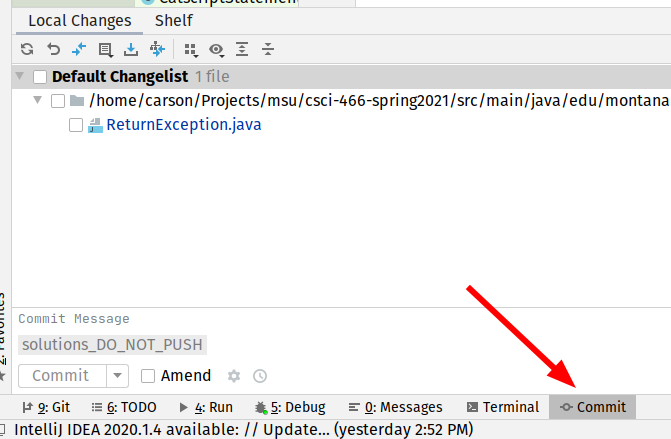 Local Changes Shelf
Default Changelist 1 file
/home/carson/Projects/msu/csci-466-spring2021/src/main/java/edu/montana
ReturnException.java
Commit Message
solutions_DO_NOT_PUSH
Commit Amend
2: Favorites
9: Git 6: TODO 4: Run 5: Debug 0: Messages Terminal Commit
IntelliJ IDEA 2020.1.4 available: // Update... (yesterday 2:52 PM)